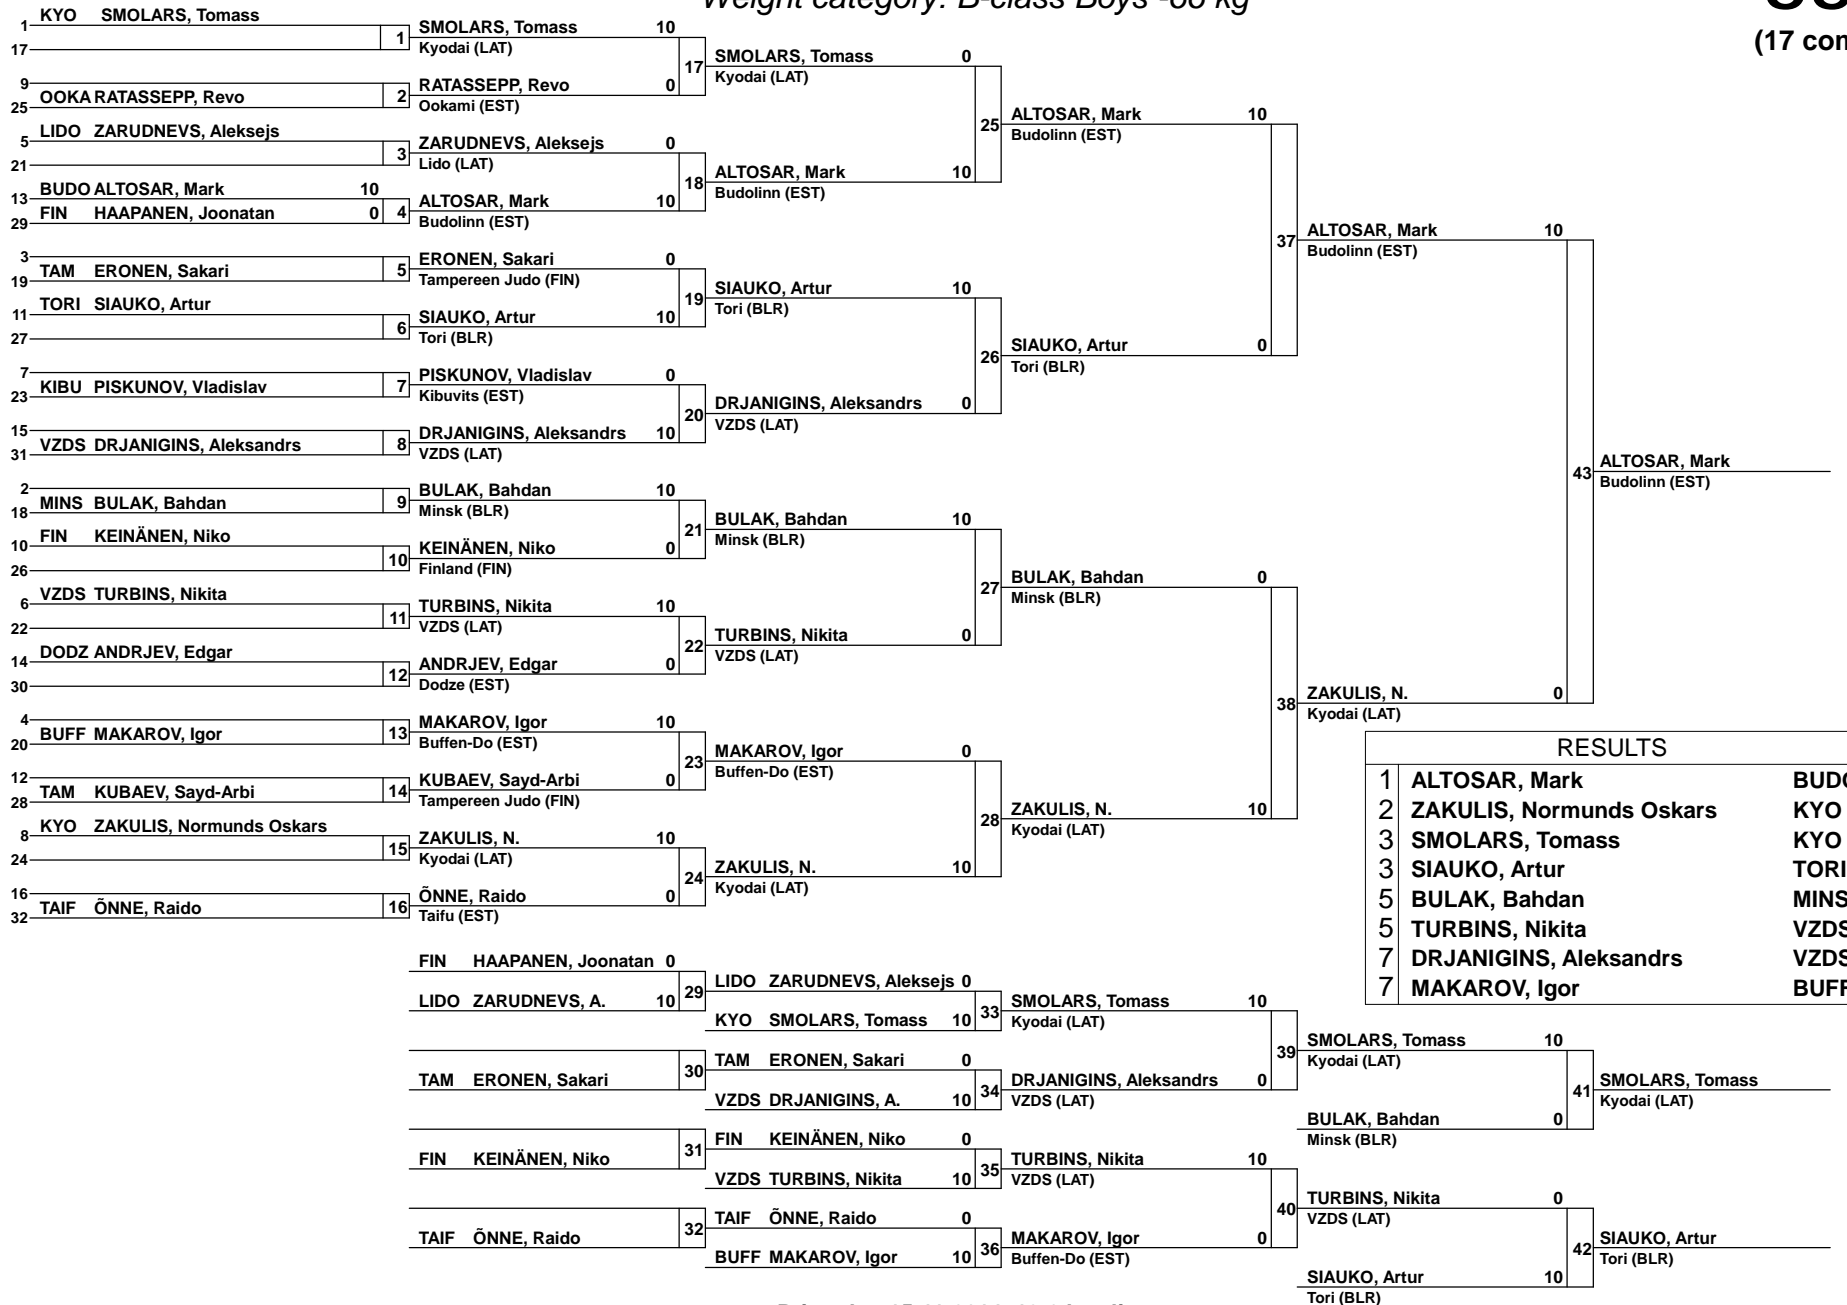 Weight category: B-class Boys -66 kg
(17 com
1 KYO SMOLARS, Tomass
17
1
9
25 OOKA RATASSEPP, Revo
2
5 LIDO ZARUDNEVS, Aleksejs
21
3
13 BUDO ALTOSAR, Mark 10
29 FIN HAAPANEN, Joonatan 0
4
3
19 TAM ERONEN, Sakari
5
11 TORI SIAUKO, Artur
27
6
7
23 KIBU PISKUNOV, Vladislav
7
15
31 VZDS DRJANIGINS, Aleksandrs
8
2
18 MINS BULAK, Bahdan
9
10 FIN KEINÄNEN, Niko
26
10
6 VZDS TURBINS, Nikita
22
11
14 DODZ ANDRJEV, Edgar
30
12
4
20 BUFF MAKAROV, Igor
13
12
28 TAM KUBAEV, Sayd-Arbi
14
8 KYO ZAKULIS, Normunds Oskars
24
15
16
32 TAIF ÕNNE, Raido
16
SMOLARS, Tomass 10
Kyodai (LAT)
17
RATASSEPP, Revo 0
Ookami (EST)
ZARUDNEVS, Aleksejs 0
Lido (LAT)
18
ALTOSAR, Mark 10
Budolinn (EST)
ERONEN, Sakari 0
Tampereen Judo (FIN)
19
SIAUKO, Artur 10
Tori (BLR)
PISKUNOV, Vladislav 0
Kibuvits (EST)
20
DRJANIGINS, Aleksandrs 10
VZDS (LAT)
BULAK, Bahdan 10
Minsk (BLR)
21
KEINÄNEN, Niko 0
Finland (FIN)
TURBINS, Nikita 10
VZDS (LAT)
22
ANDRJEV, Edgar 0
Dodze (EST)
MAKAROV, Igor 10
Buffen-Do (EST)
23
KUBAEV, Sayd-Arbi 0
Tampereen Judo (FIN)
ZAKULIS, N. 10
Kyodai (LAT)
24
ÕNNE, Raido 0
Taifu (EST)
SMOLARS, Tomass 0
Kyodai (LAT)
25
ALTOSAR, Mark 10
Budolinn (EST)
SIAUKO, Artur 10
Tori (BLR)
26
DRJANIGINS, Aleksandrs 0
VZDS (LAT)
BULAK, Bahdan 10
Minsk (BLR)
27
TURBINS, Nikita 0
VZDS (LAT)
MAKAROV, Igor 0
Buffen-Do (EST)
28
ZAKULIS, N. 10
Kyodai (LAT)
ALTOSAR, Mark 10
Budolinn (EST)
37
SIAUKO, Artur 0
Tori (BLR)
BULAK, Bahdan 0
Minsk (BLR)
38
ZAKULIS, N. 10
Kyodai (LAT)
ALTOSAR, Mark 10
Budolinn (EST)
43
ZAKULIS, N. 0
Kyodai (LAT)
ALTOSAR, Mark
Budolinn (EST)
RESULTS
1 ALTOSAR, Mark BUDO
2 ZAKULIS, Normunds Oskars KYO
3 SMOLARS, Tomass KYO
3 SIAUKO, Artur TORI
5 BULAK, Bahdan MINS
5 TURBINS, Nikita VZDS
7 DRJANIGINS, Aleksandrs VZDS
7 MAKAROV, Igor BUFF
FIN HAAPANEN, Joonatan 0
29
LIDO ZARUDNEVS, A. 10
30
TAM ERONEN, Sakari
31
FIN KEINÄNEN, Niko
32
TAIF ÕNNE, Raido
LIDO ZARUDNEVS, Aleksejs 0
33
KYO SMOLARS, Tomass 10
TAM ERONEN, Sakari 0
34
VZDS DRJANIGINS, A. 10
FIN KEINÄNEN, Niko 0
35
VZDS TURBINS, Nikita 10
TAIF ÕNNE, Raido 0
36
BUFF MAKAROV, Igor 10
SMOLARS, Tomass 10
Kyodai (LAT)
39
DRJANIGINS, Aleksandrs 0
VZDS (LAT)
TURBINS, Nikita 10
VZDS (LAT)
40
MAKAROV, Igor 0
Buffen-Do (EST)
SMOLARS, Tomass 10
Kyodai (LAT)
41
BULAK, Bahdan 0
Minsk (BLR)
TURBINS, Nikita 0
VZDS (LAT)
42
SIAUKO, Artur 10
Tori (BLR)
SMOLARS, Tomass
Kyodai (LAT)
SIAUKO, Artur
Tori (BLR)